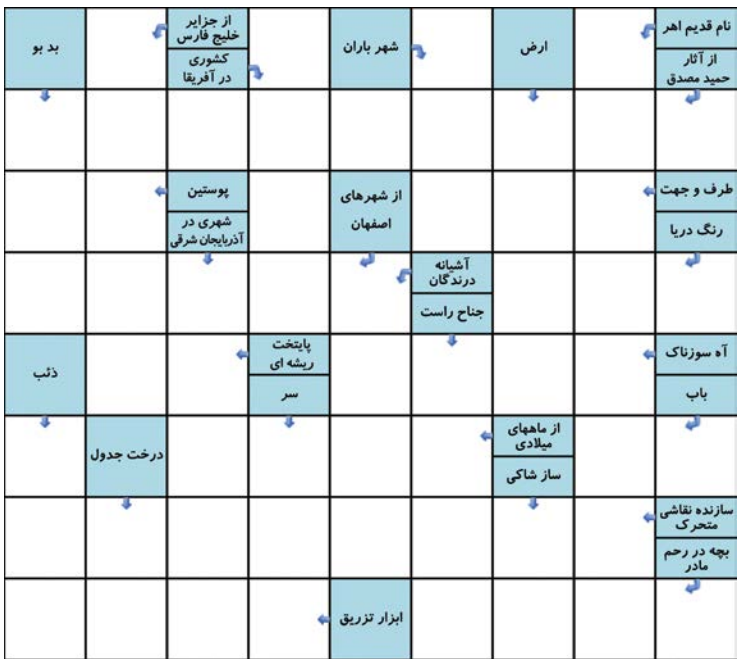 نام قدیم اهر
از آثار
حمید مصدق
ارض
شهر باران
از جزایر
خلیج فارس
کشوری
در آفریقا
بد بو
طرف و جهت
رنگ دریا
از شهرهای
اصفهان
پوستین
شهری در
آذربایجان شرقی
آشیانه
درندگان
جناح راست
آه سوزناک
باب
پایتخت
ریشه ای
سر
ذئب
از ماههای
میلادی
ساز شاکی
درخت جدول
سازنده نقاشی
متحرک
بچه در رحم
مادر
ابزار تزریق